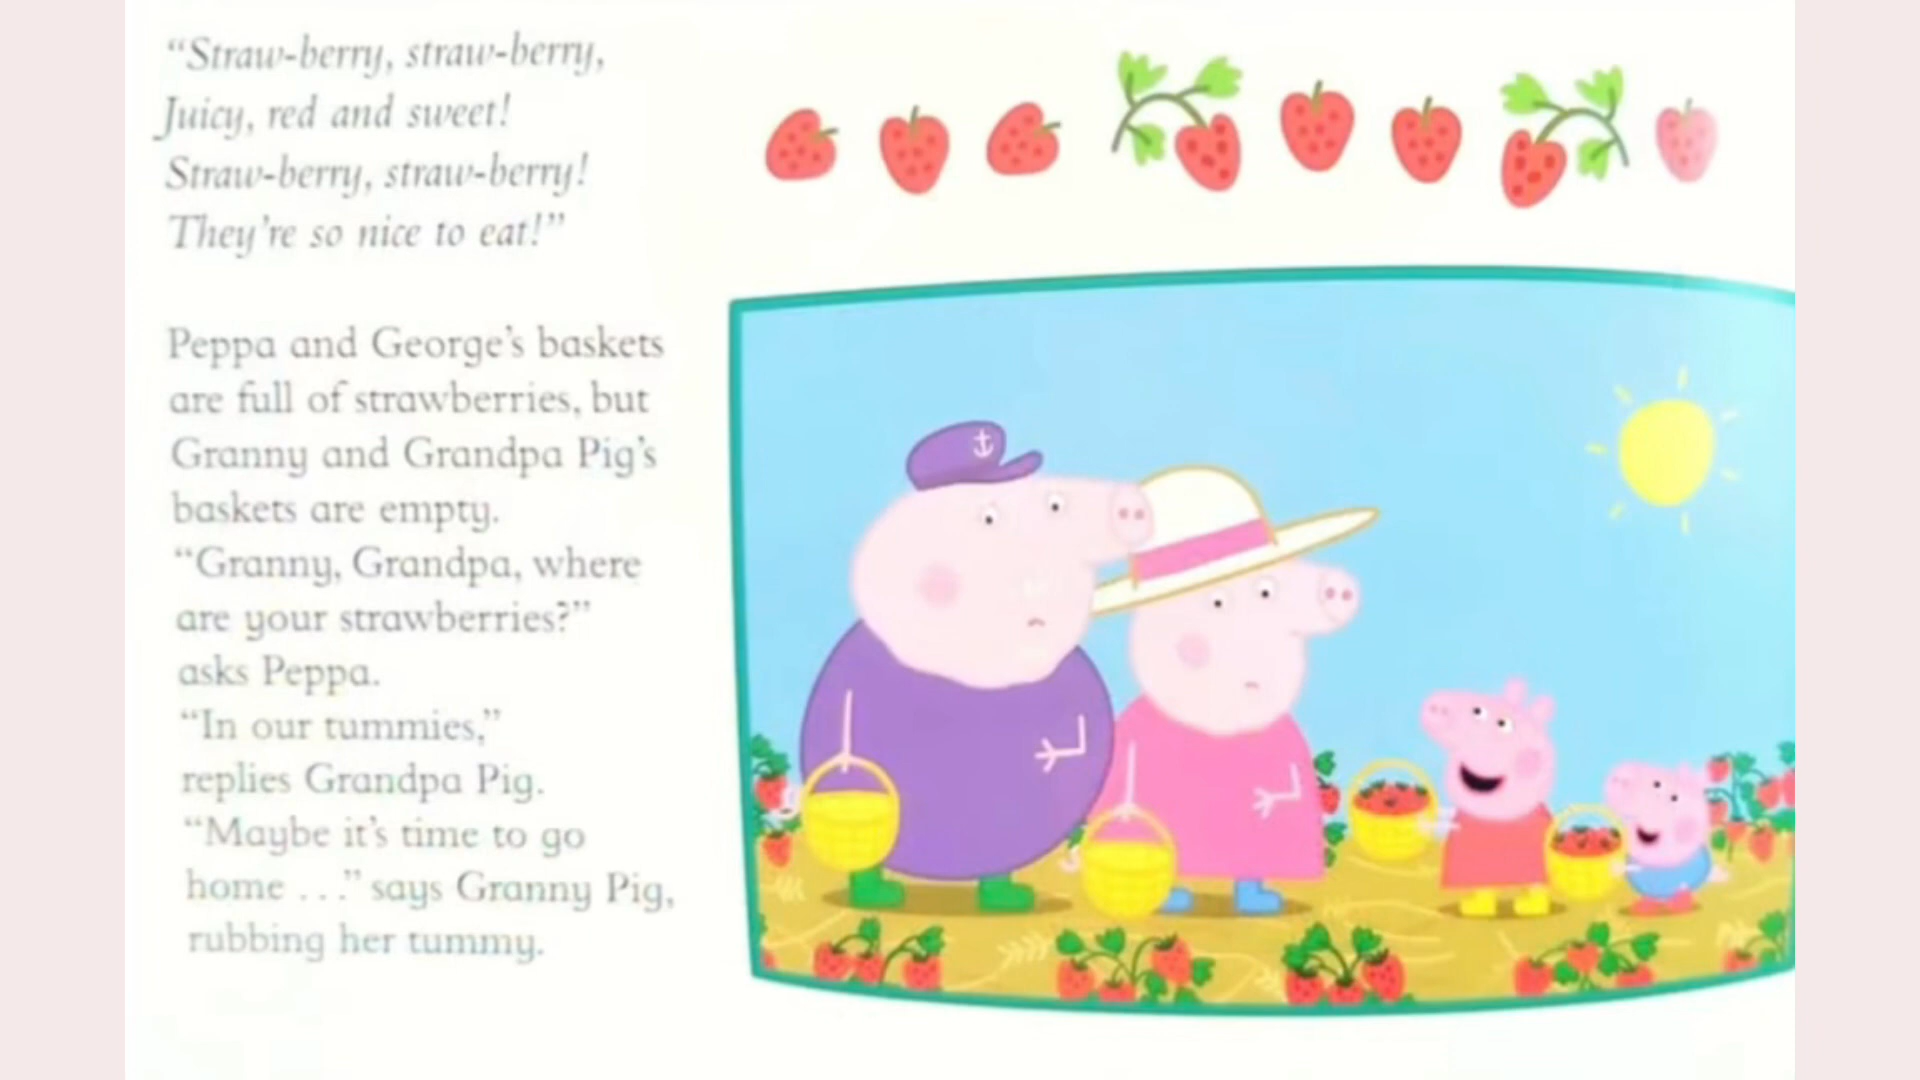 “Straw-berry, straw-berry,
Juicy, red and sweet!
Straw-berry, straw-berry!
They’re so nice to eat!”
Peppa and George’s baskets
are full of strawberries, but
Granny and Grandpa Pig’s
baskets are empty.
“Granny, Grandpa, where
are your strawberries?”
asks Peppa.
“In our tummies,”
replies Grandpa Pig.
“Maybe it’s time to go
home . . .” says Granny Pig,
rubbing her tummy.